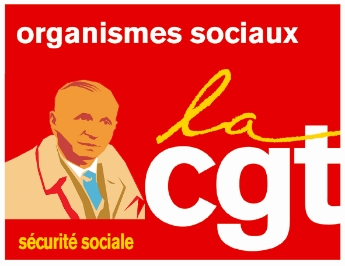 organismes sociaux
la
cgt
sécurité sociale